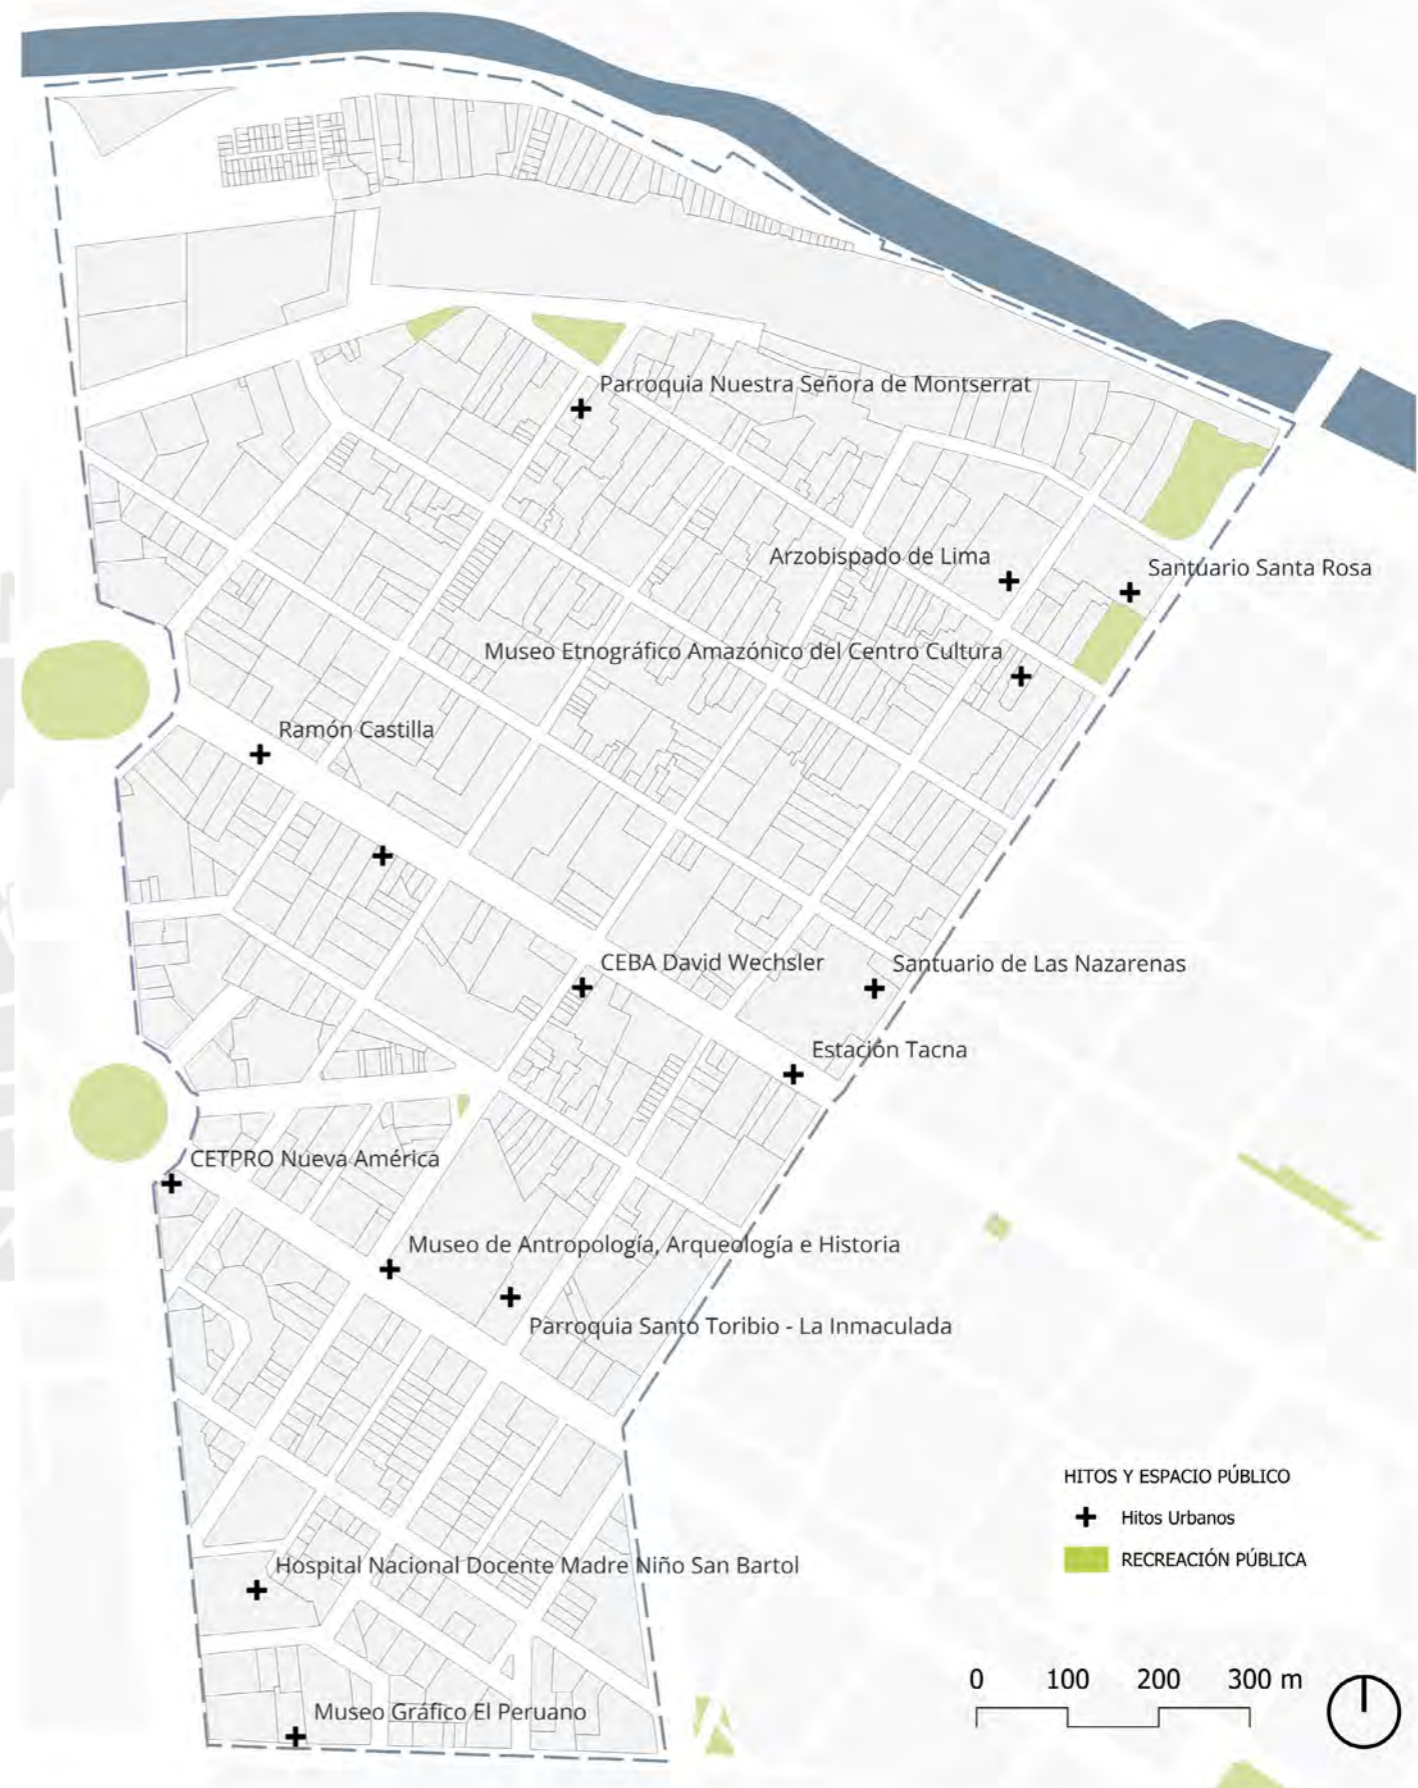 Parroquia Nuestra Señora de Montserrat
Arzobispado de Lima
Santuario Santa Rosa
Museo Etnográfico Amazónico del Centro Cultura
Ramón Castilla
CEBA David Wechsler
Santuario de Las Nazarenas
Estación Tacna
CETPRO Nueva América
Museo de Antropología, Arqueología e Historia
Parroquia Santo Toribio - La Inmaculada
HITOS Y ESPACIO PÚBLICO
Hitos Urbanos
RECREACIÓN PÚBLICA
Hospital Nacional Docente Madre Niño San Bartol
0 100 200 300 m
Museo Gráfico El Peruano